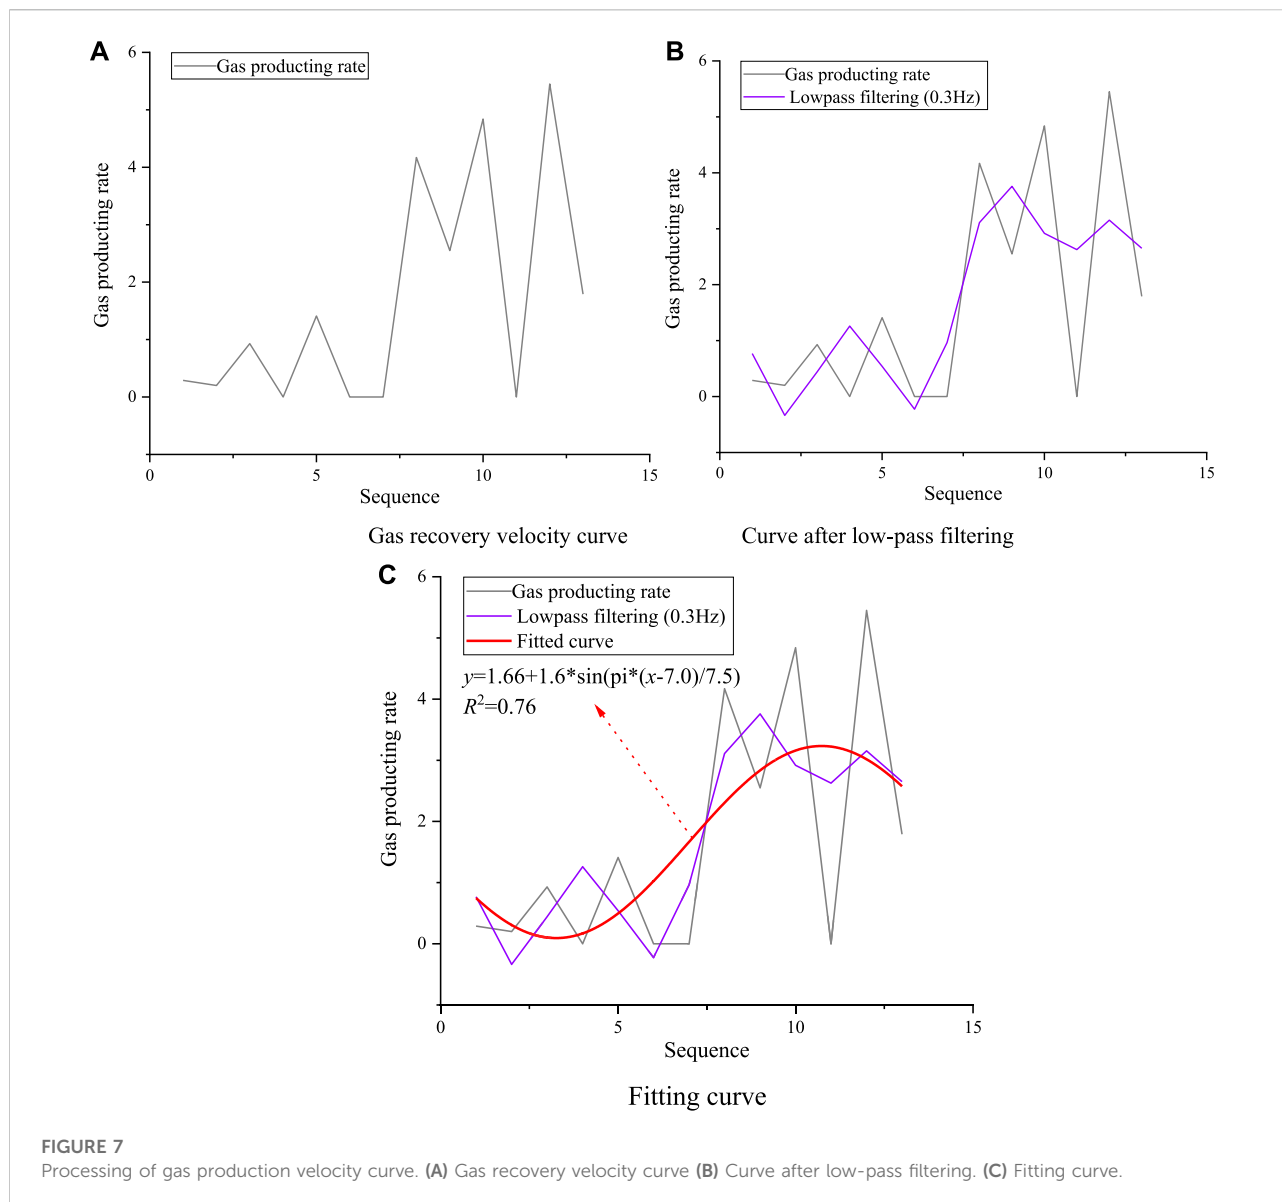 A
6
4
2
0
Gas producting rate
Gas producting rate
0
5
10
15
Sequence
Gas recovery velocity curve
B
6
4
2
0
Gas producting rate
Gas producting rate
Lowpass filtering (0.3Hz)
0
5
10
15
Sequence
Curve after low-pass filtering
C
6
4
2
0
Gas producting rate
Gas producting rate
Lowpass filtering (0.3Hz)
Fitted curve
y=1.66+1.6*sin(pi*(x-7.0)/7.5)
R²=0.76
0
5
10
15
Sequence
Fitting curve
FIGURE 7
Processing of gas production velocity curve. (A) Gas recovery velocity curve (B) Curve after low-pass filtering. (C) Fitting curve.